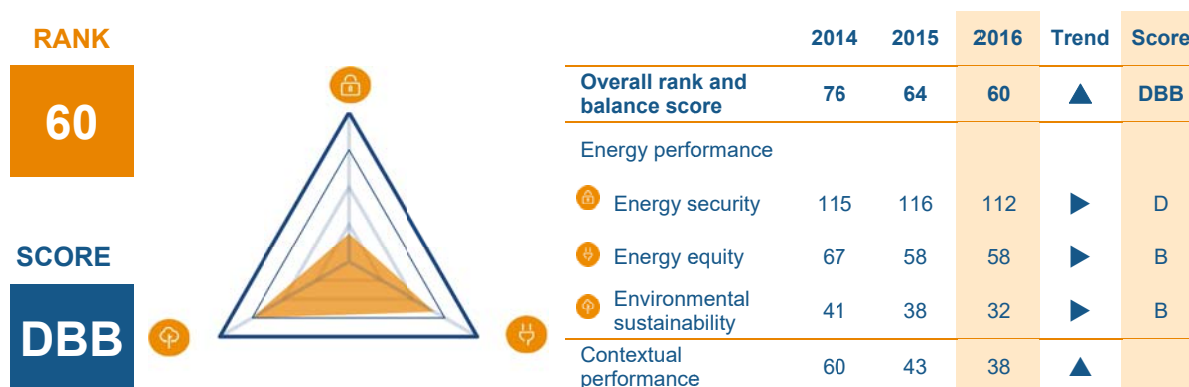 RANK
60
SCORE
DBB
2014 2015 2016 Trend Score
Overall rank and
balance score 76 64 60 DBB
Energy performance
Energy security 115 116 112 D
Energy equity 67 58 58 B
Environmental
sustainability 41 38 32 B
Contextual
performance 60 43 38